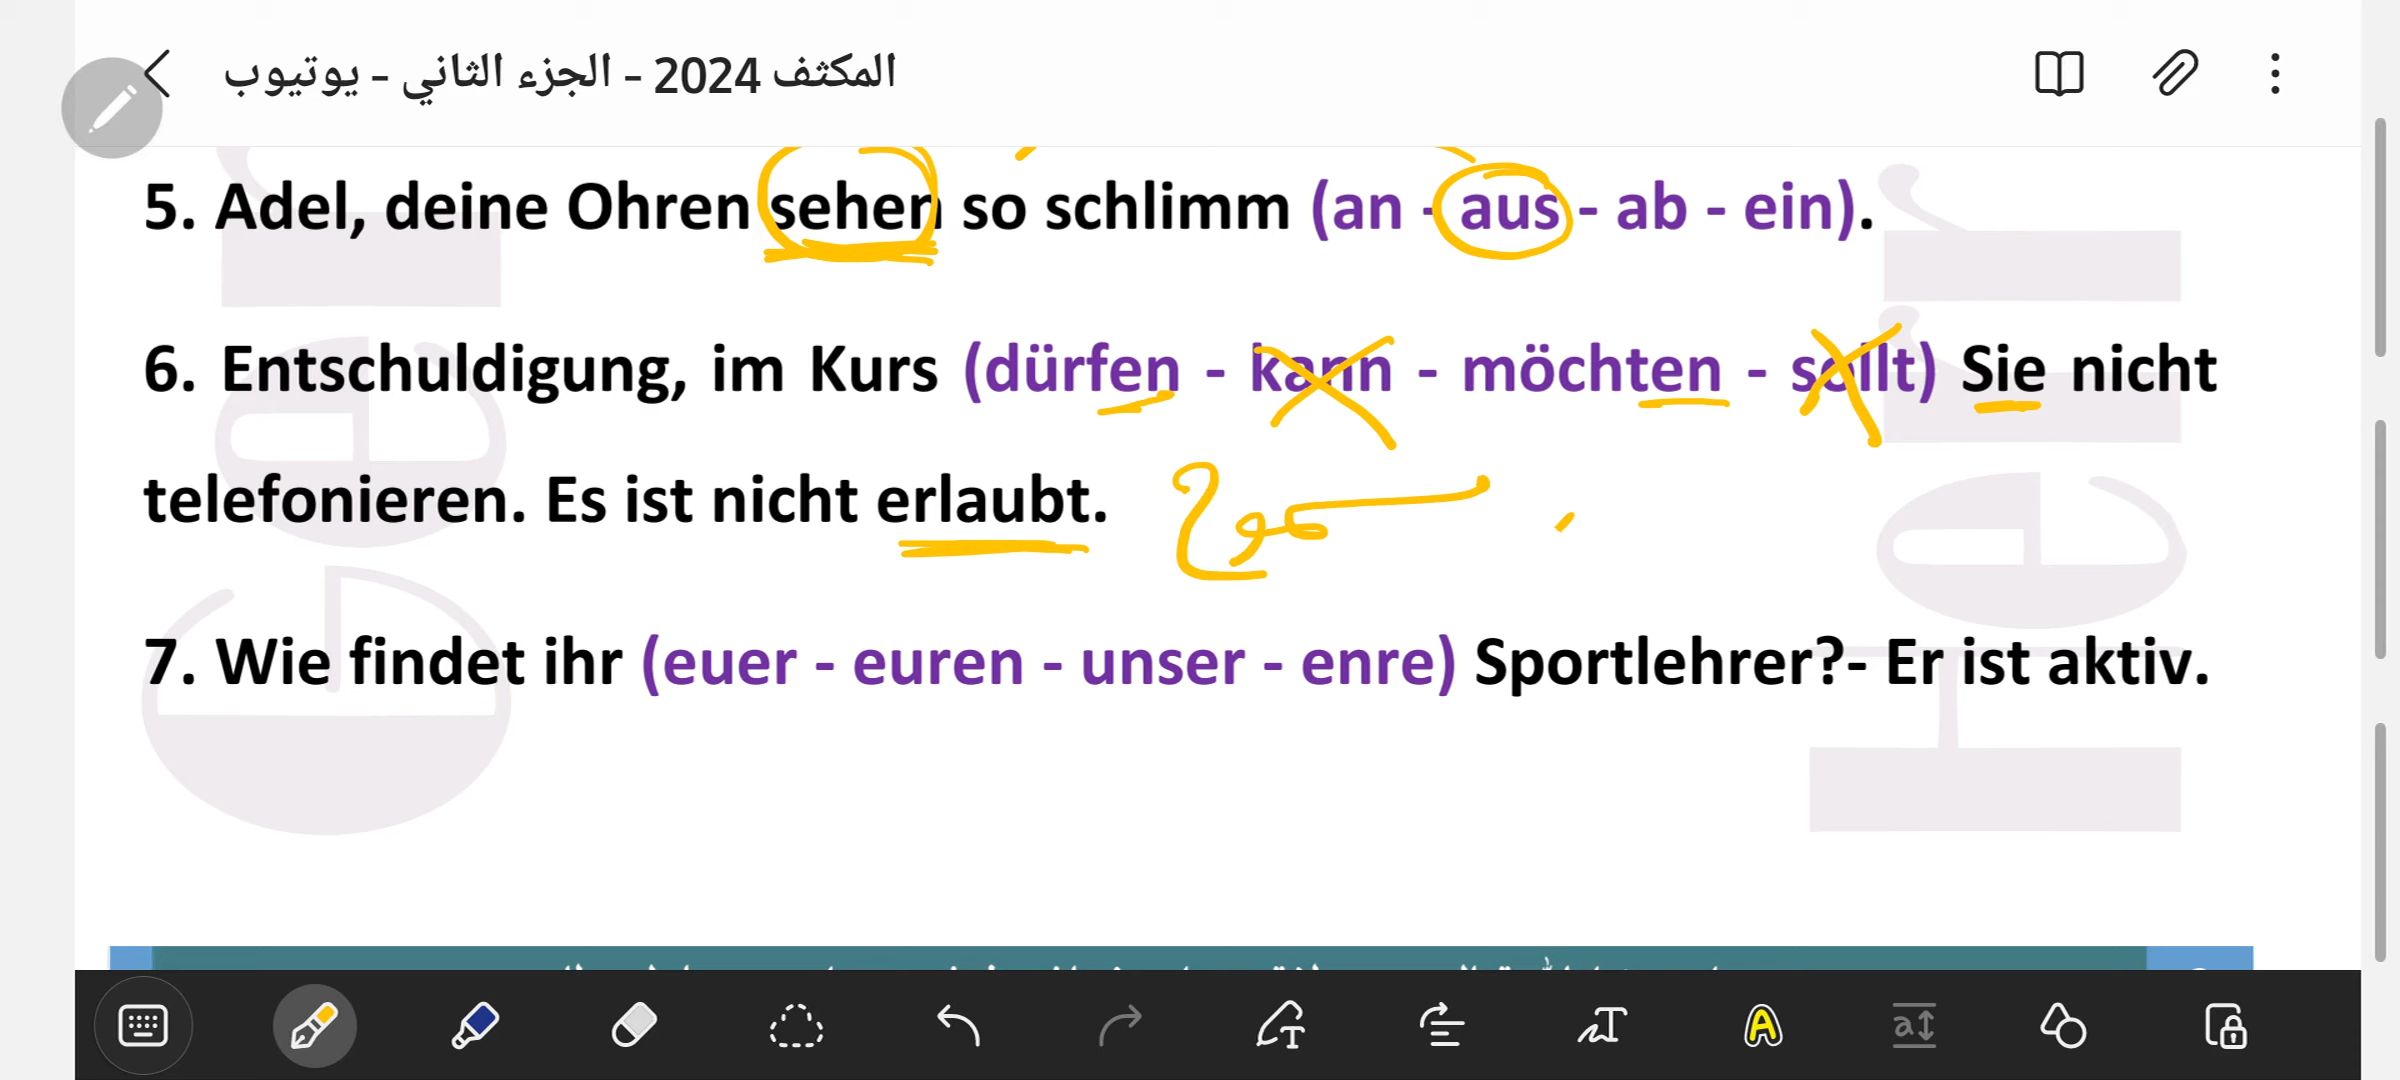 المكثف 2024 - الجزء الثاني - يوتيوب
5. Adel, deine Ohren sehen so schlimm (an - aus - ab - ein).
6. Entschuldigung, im Kurs (dürfen - kann - möchten - sollt) Sie nicht
telefonieren. Es ist nicht erlaubt.
7. Wie findet ihr (euer - euren - unser - enre) Sportlehrer?- Er ist aktiv.